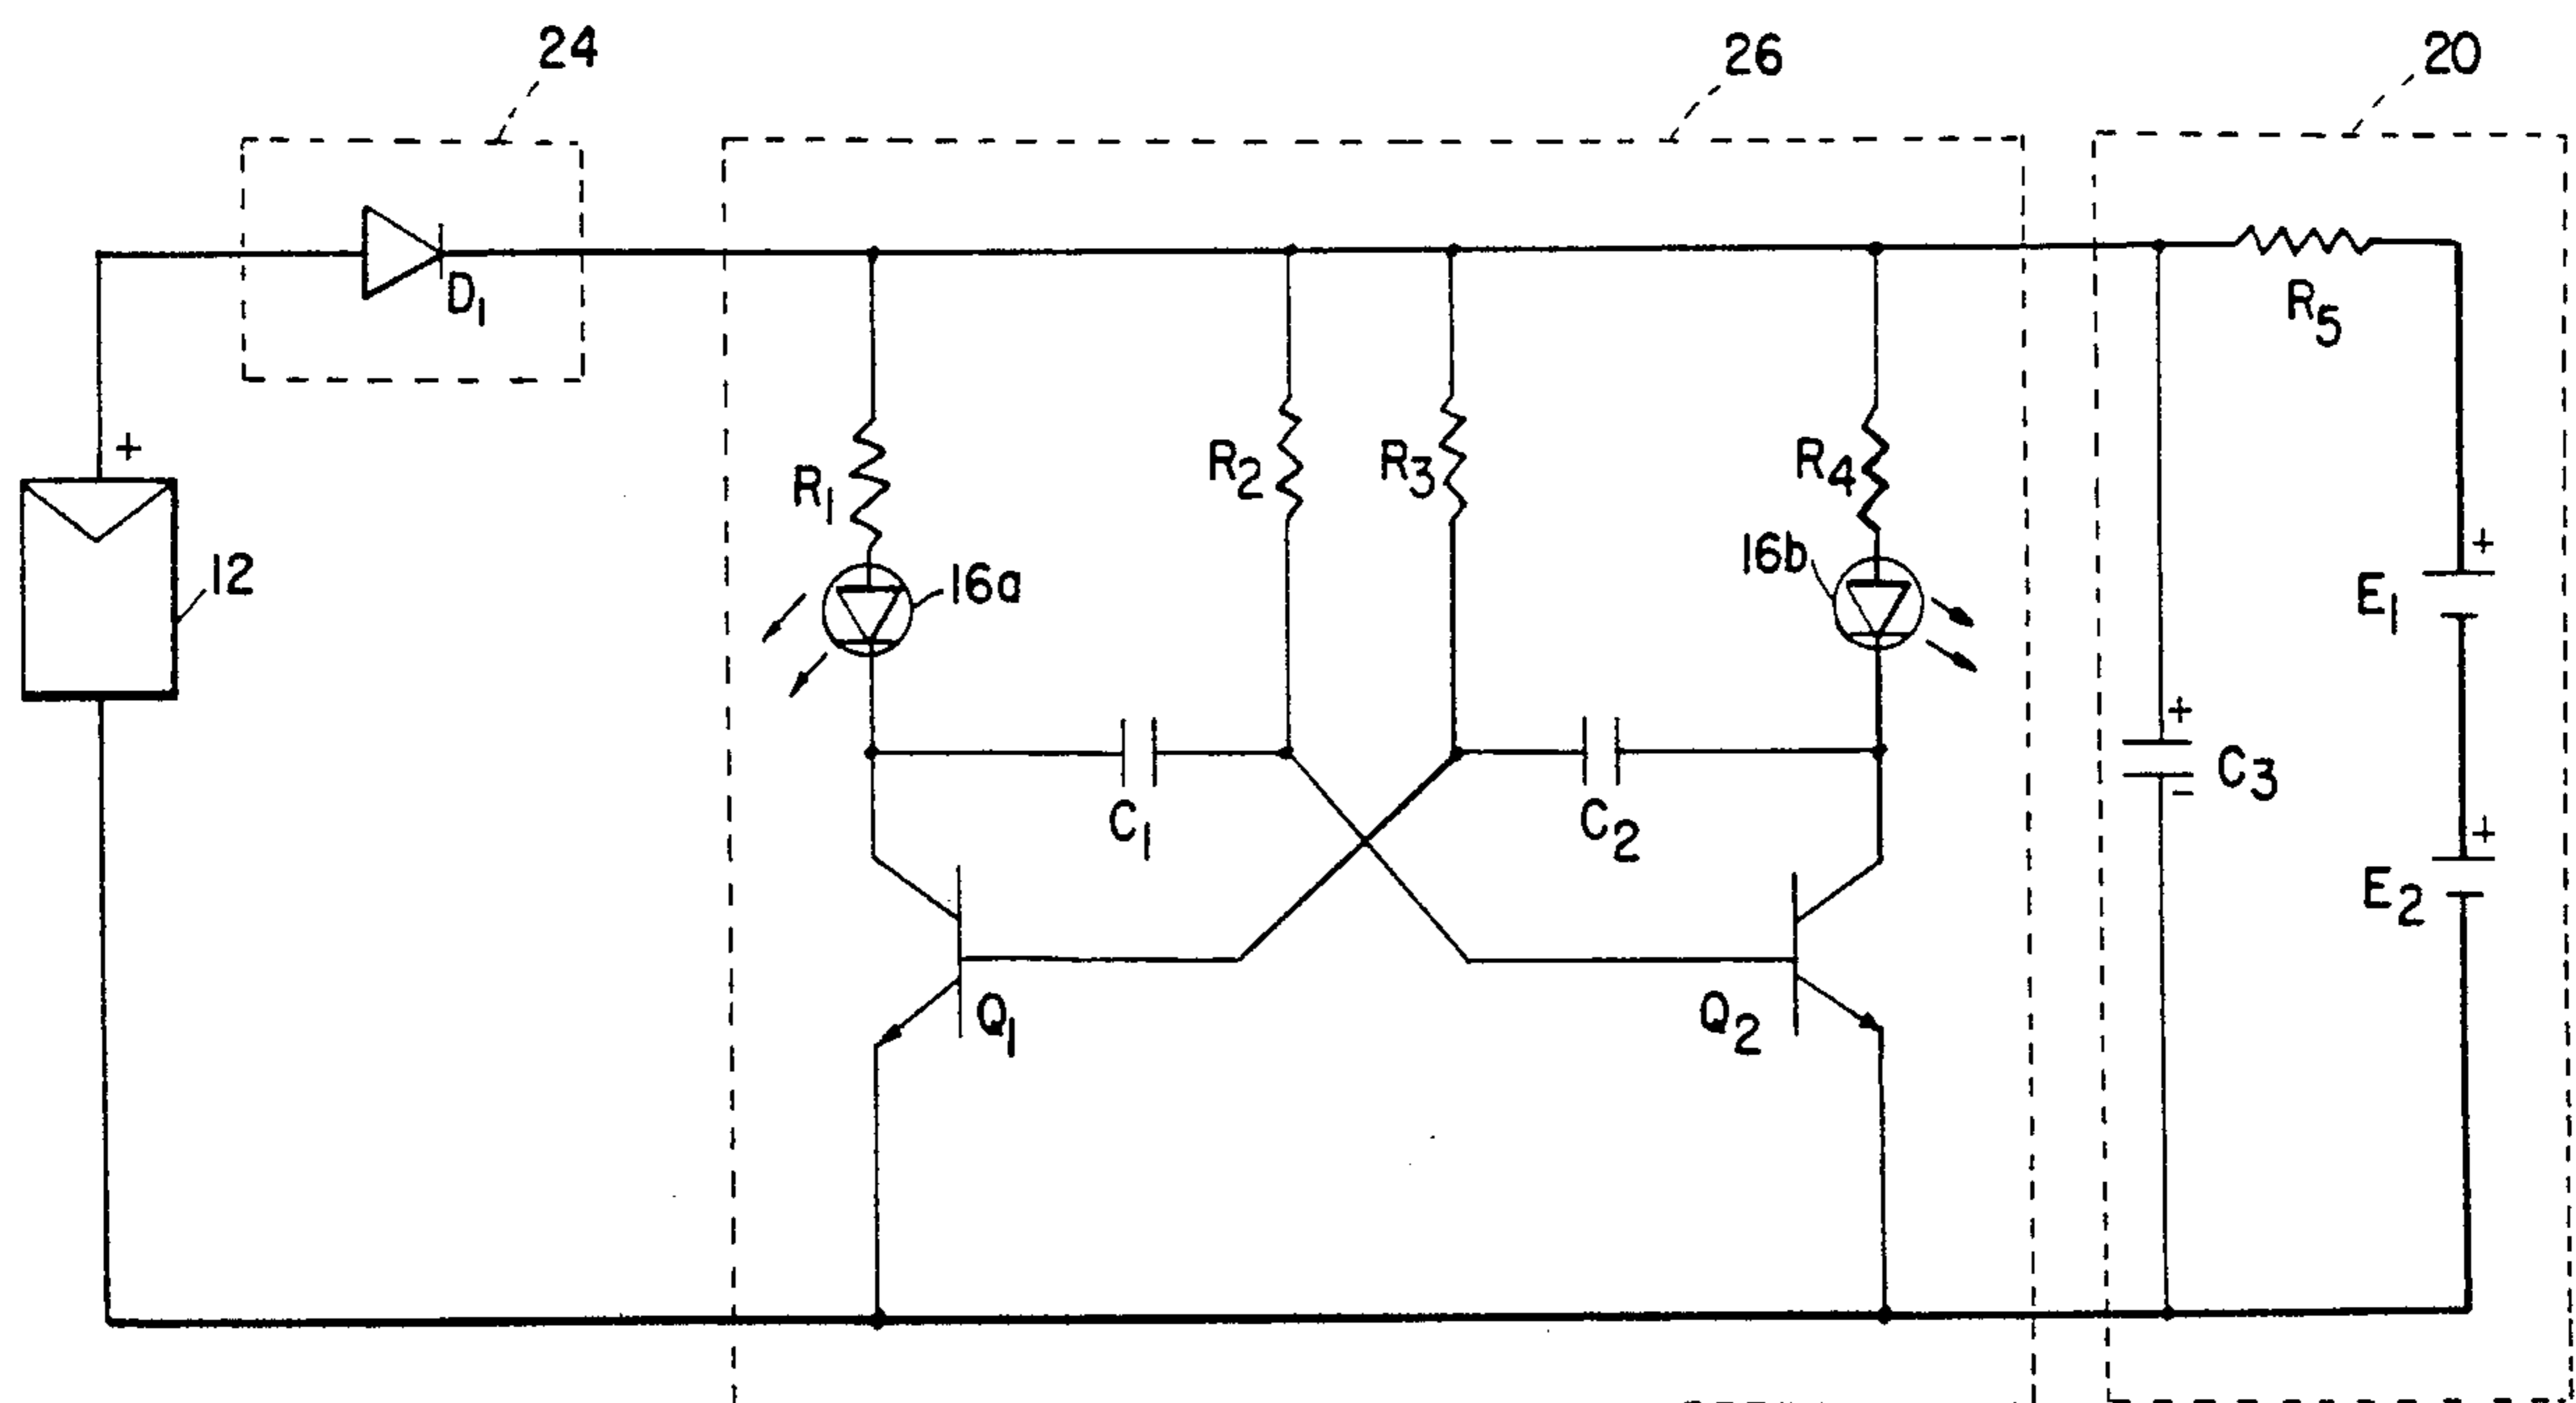 24
26
20
D1
R5
+
R1
R2
R3
R4
12
16a
16b
+
E1
+
C3
-
C1
C2
+
E2
Q1
Q2